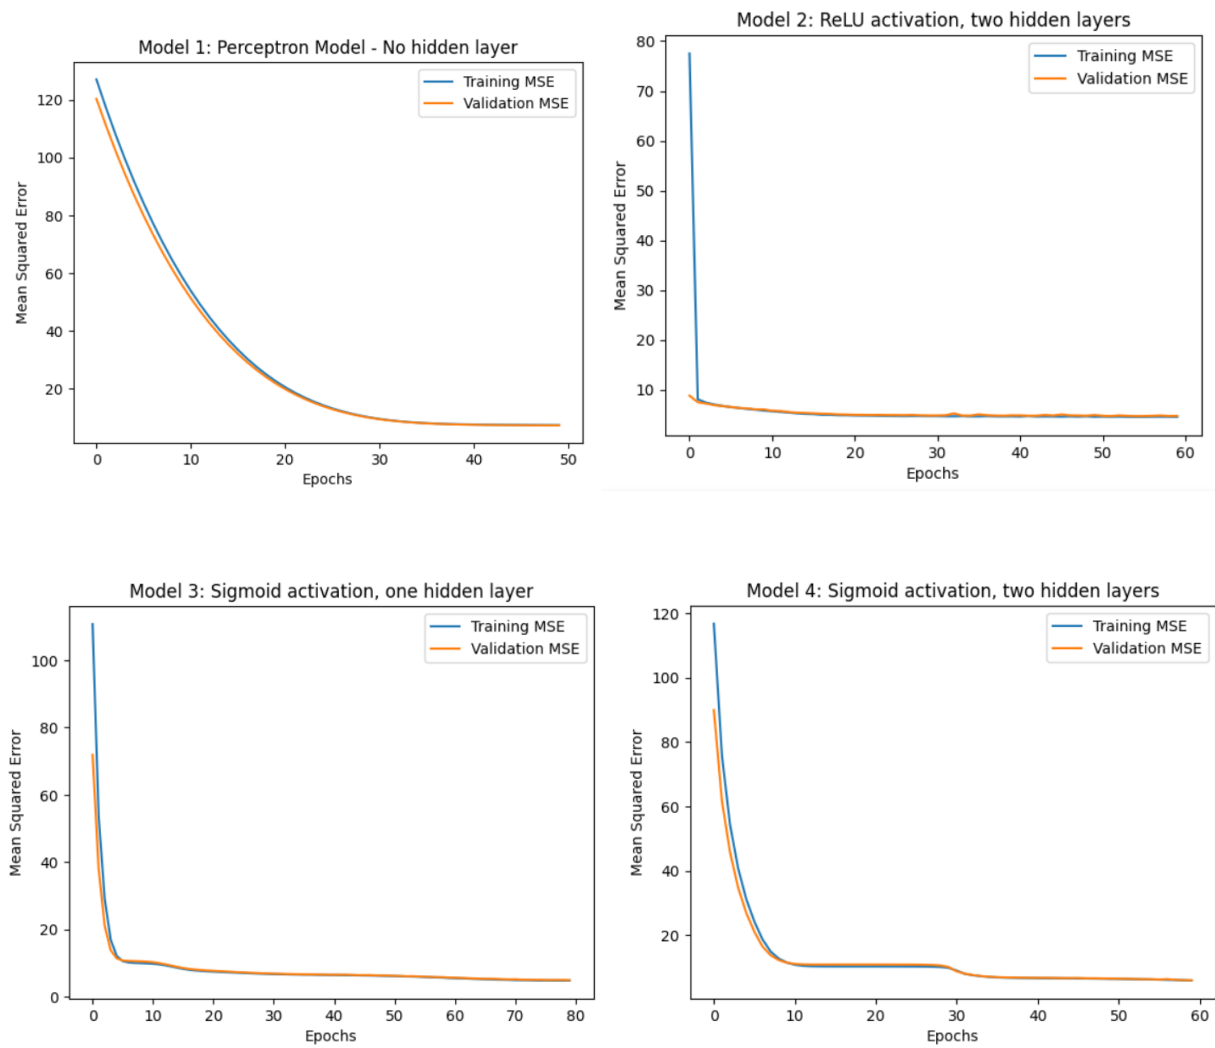 Model 1: Perceptron Model - No hidden layer
Training MSE
Validation MSE
120
100
80
60
40
20
Mean Squared Error
0 10 20 30 40 50
Epochs
Model 2: ReLU activation, two hidden layers
Training MSE
Validation MSE
80
70
60
50
40
30
20
10
Mean Squared Error
0 10 20 30 40 50 60
Epochs
Model 3: Sigmoid activation, one hidden layer
Training MSE
Validation MSE
100
80
60
40
20
0
Mean Squared Error
0 10 20 30 40 50 60 70 80
Epochs
Model 4: Sigmoid activation, two hidden layers
Training MSE
Validation MSE
120
100
80
60
40
20
Mean Squared Error
0 10 20 30 40 50 60
Epochs